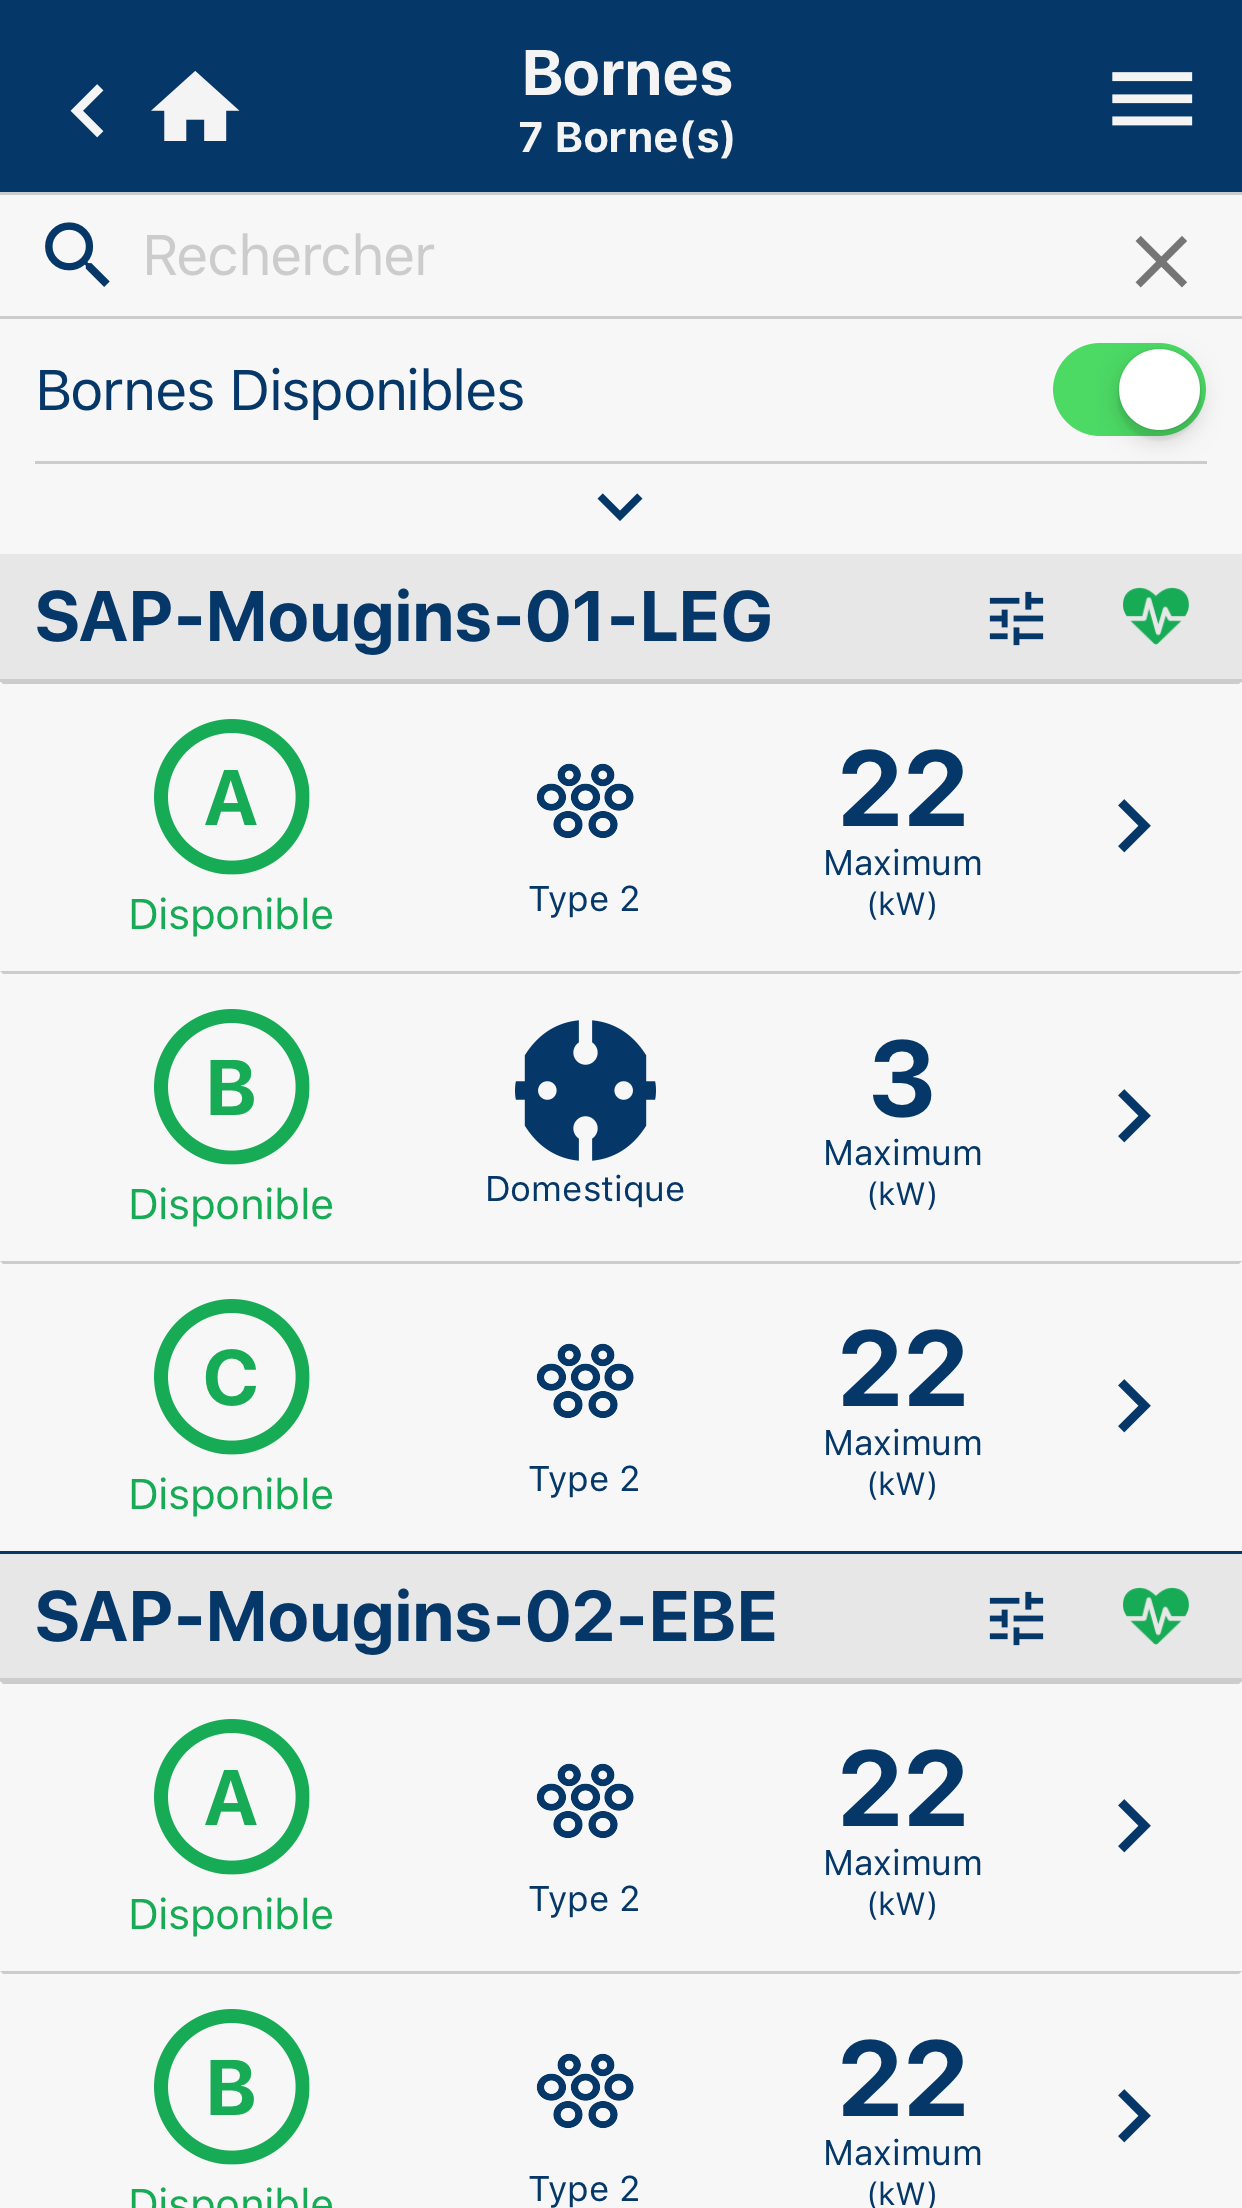 Bornes
7 Borne(s)
Rechercher
Bornes Disponibles
SAP-Mougins-01-LEG
A
Disponible
Type 2
22
Maximum
(kW)
B
Disponible
Domestique
3
Maximum
(kW)
C
Disponible
Type 2
22
Maximum
(kW)
SAP-Mougins-02-EBE
A
Disponible
Type 2
22
Maximum
(kW)
B
Disponible
Type 2
22
Maximum
(kW)